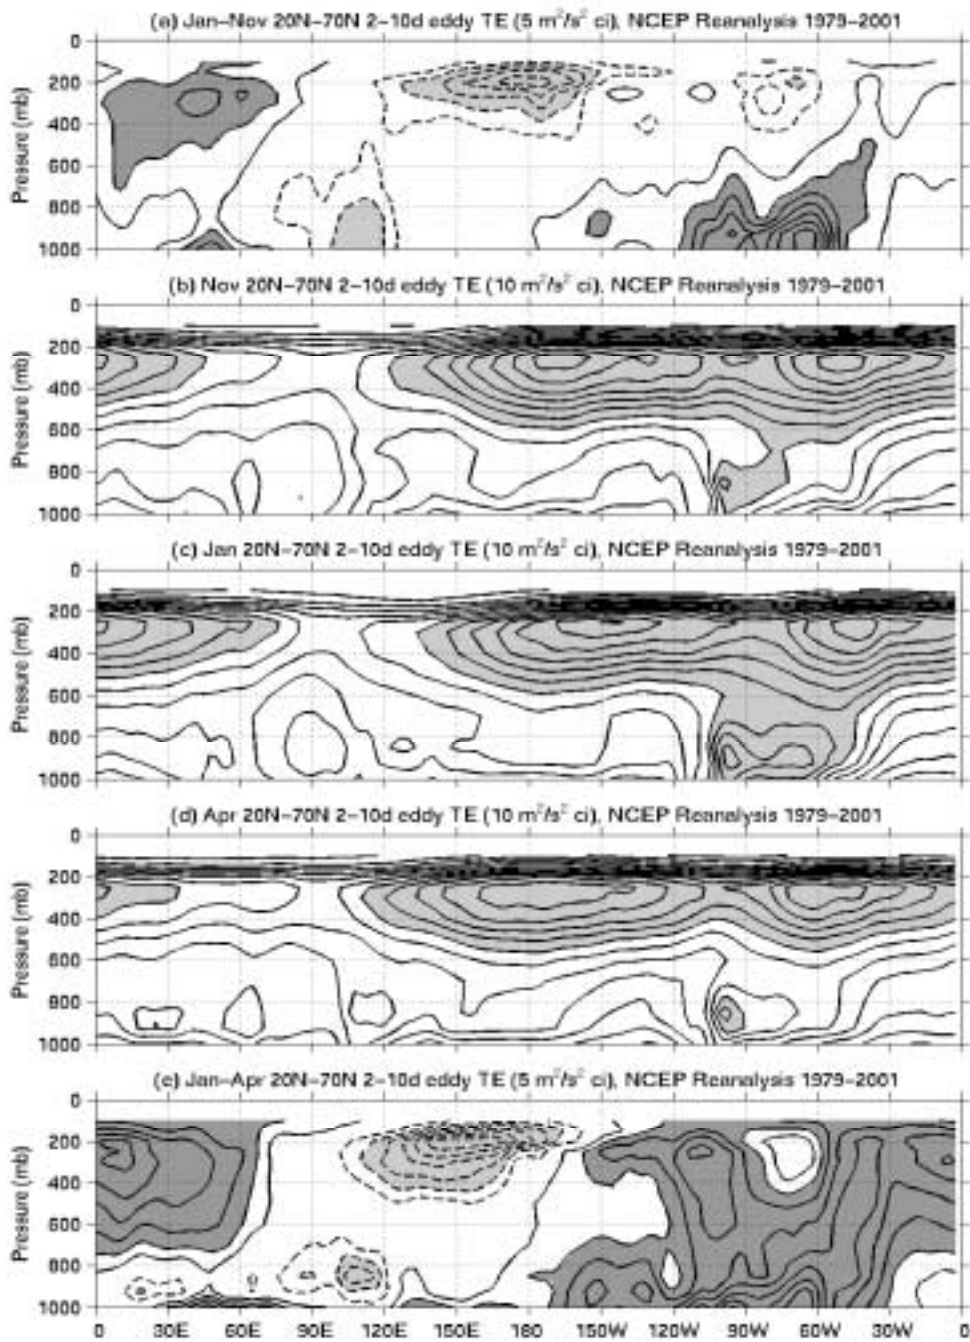 (a) Jan–Nov 20N–70N 2–10d eddy TE (5 m²/s² ci), NCEP Reanalysis 1979–2001
0
200
400
600
800
1000
Pressure (mb)
(b) Nov 20N–70N 2–10d eddy TE (10 m²/s² ci), NCEP Reanalysis 1979–2001
0
200
400
600
800
1000
Pressure (mb)
(c) Jan 20N–70N 2–10d eddy TE (10 m²/s² ci), NCEP Reanalysis 1979–2001
0
200
400
600
800
1000
Pressure (mb)
(d) Apr 20N–70N 2–10d eddy TE (10 m²/s² ci), NCEP Reanalysis 1979–2001
0
200
400
600
800
1000
Pressure (mb)
(e) Jan–Apr 20N–70N 2–10d eddy TE (5 m²/s² ci), NCEP Reanalysis 1979–2001
0
200
400
600
800
1000
Pressure (mb)
0 30E 60E 90E 120E 150E 180 150W 120W 90W 60W 30W 0